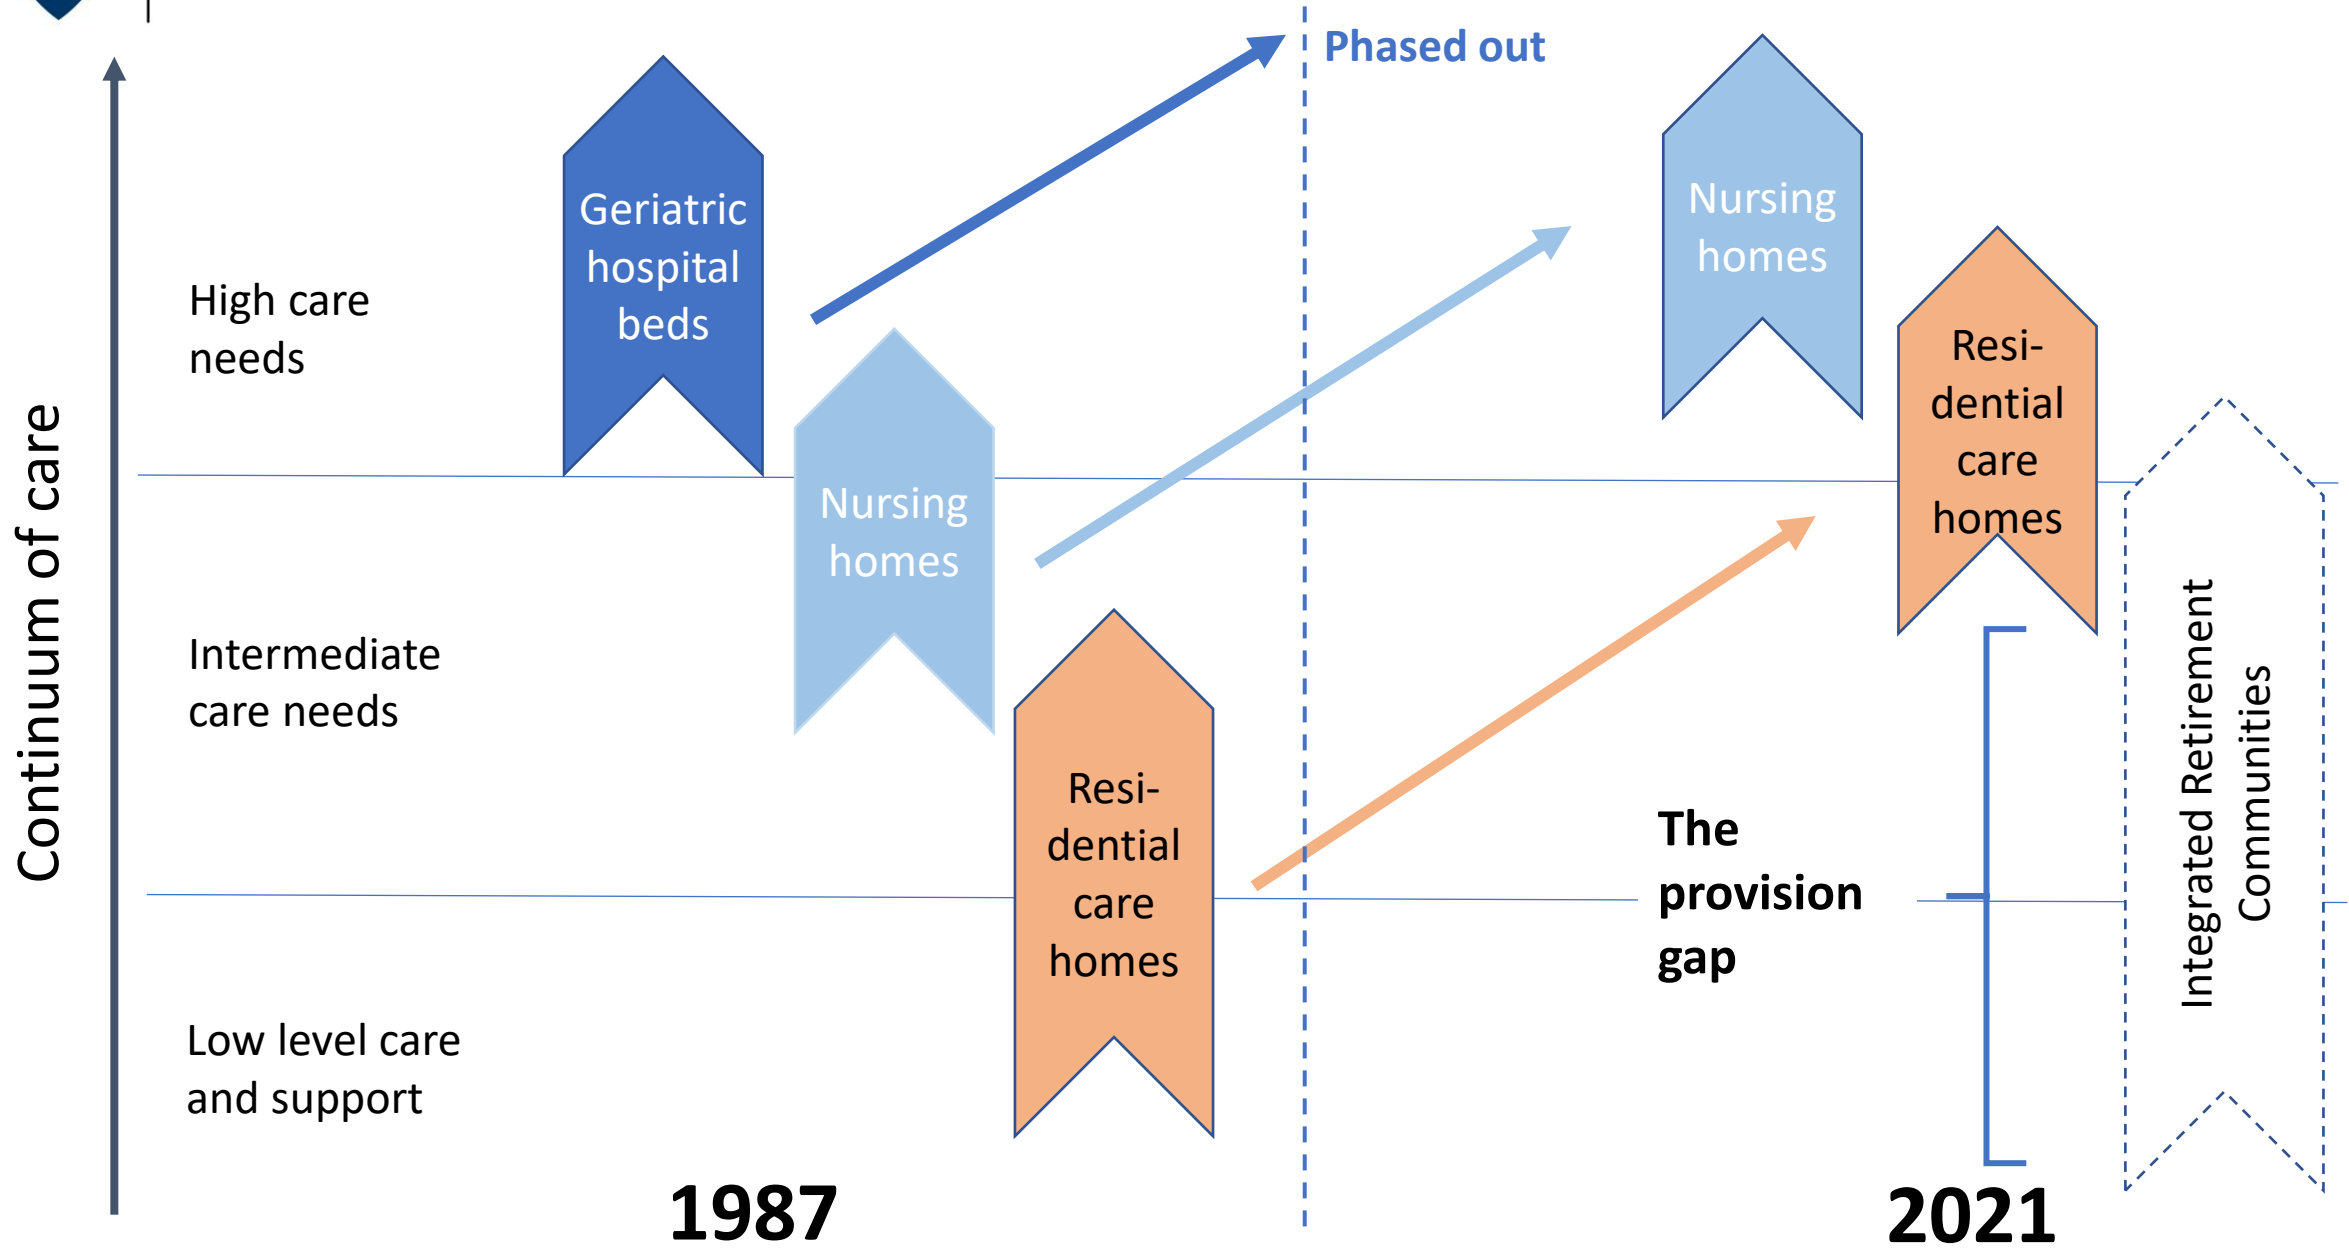 Phased out
Geriatric
hospital
beds
Nursing
homes
High care
needs
Resi-
dential
care
homes
Continuum of care
Nursing
homes
Intermediate
care needs
Resi-
dential
care
homes
The
provision
gap
Integrated Retirement
Communities
Low level care
and support
1987
2021